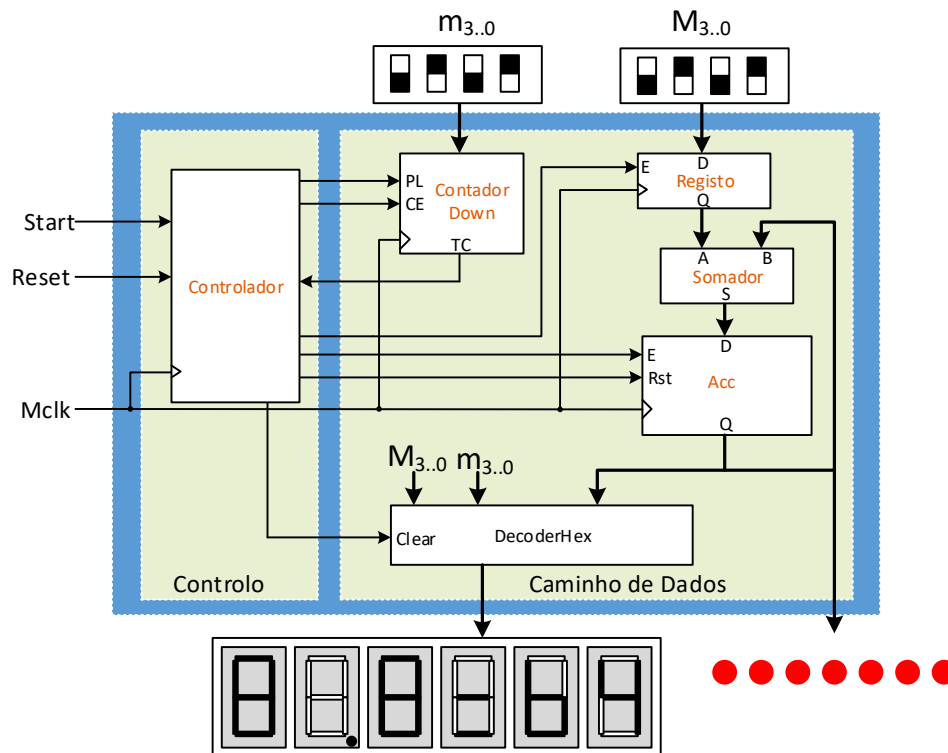 m3..0
M3..0
Start
Reset
Mclk
Controlador
PL
CE
Contador
Down
TC
E
D
Registo
Q
A
B
Somador
S
D
E
Rst
Acc
Q
M3..0
m3..0
Clear
DecoderHex
Controlo
Caminho de Dados